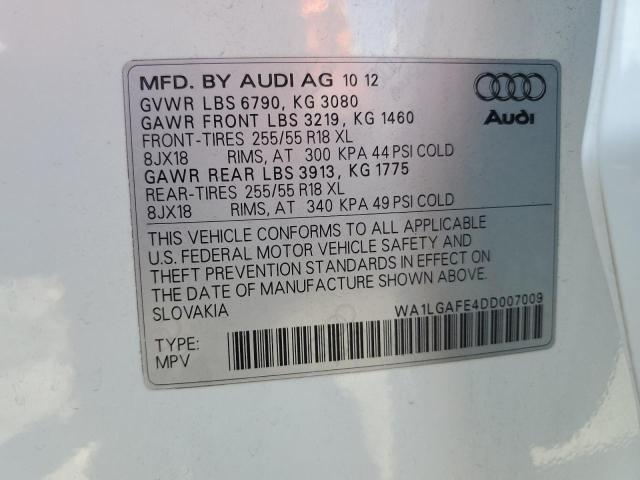 MFD. BY AUDI AG 10 12
GVWR LBS 6790, KG 3080
GAWR FRONT LBS 3219, KG 1460
FRONT-TIRES 255/55 R18 XL
8JX18 RIMS, AT 300 KPA 44 PSI COLD
GAWR REAR LBS 3913, KG 1775
REAR-TIRES 255/55 R18 XL
8JX18 RIMS, AT 340 KPA 49 PSI COLD
Audi
THIS VEHICLE CONFORMS TO ALL APPLICABLE
U.S. FEDERAL MOTOR VEHICLE SAFETY AND
THEFT PREVENTION STANDARDS IN EFFECT ON
THE DATE OF MANUFACTURE SHOWN ABOVE.
SLOVAKIA
WA1LGAFE4DD007009
TYPE:
MPV